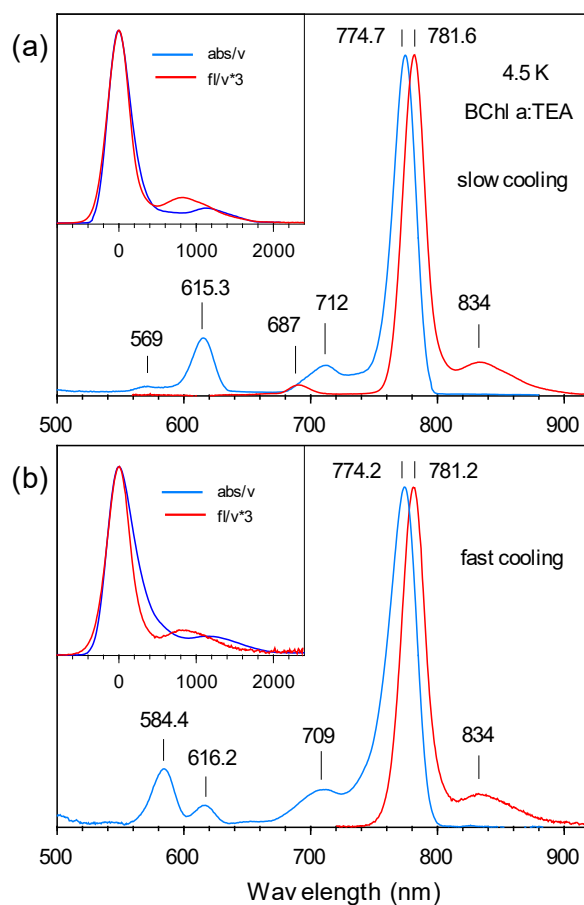 (a)
774.7 781.6
abs/v
fl/v*3
4.5 K
BChl a:TEA
slow cooling
0 1000 2000
615.3
569
687
712
834
500 600 700 800 900
(b)
774.2 781.2
abs/v
fl/v*3
fast cooling
0 1000 2000
584.4
616.2
709
834
500 600 700 800 900
Wav elength (nm)